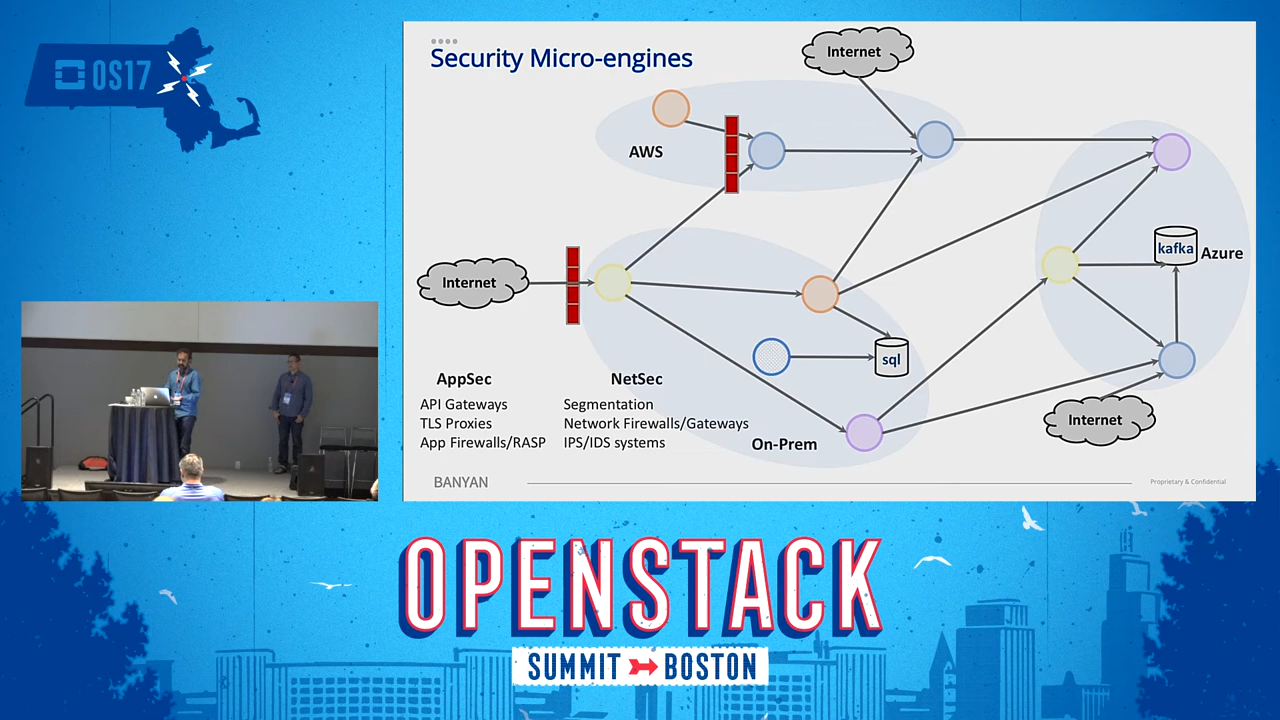 OS17
Security Micro-engines
Internet
AWS
Internet
kafka
Azure
sql
AppSec
NetSec
API Gateways
Segmentation
TLS Proxies
Network Firewalls/Gateways
App Firewalls/RASP
IPS/IDS systems
On-Prem
Internet
BANYAN
Proprietary & Confidential
OPENSTACK
SUMMIT BOSTON